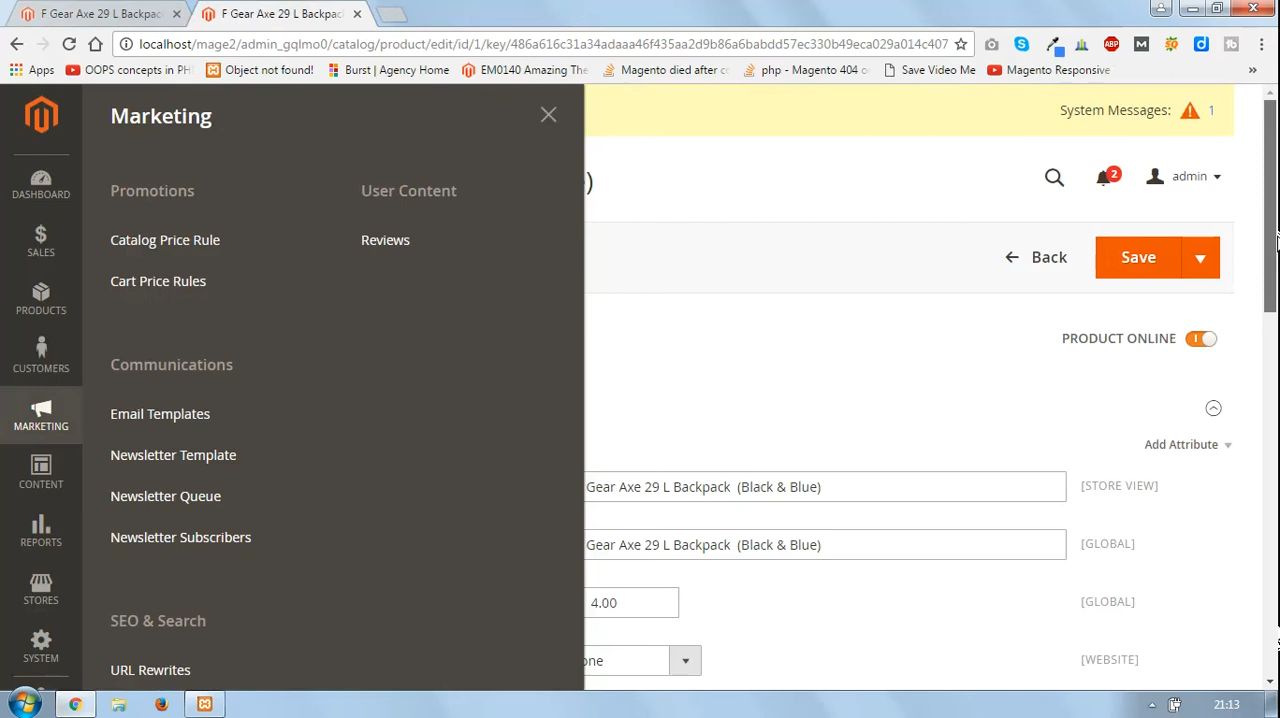 F Gear Axe 29 L Backpack
F Gear Axe 29 L Backpack
localhost/mage2/admin_gqlmo0/catalog/product/edit/id/1/key/486a616c31a34adaaa46f435aa2d9b86a60abdd57ec330b49eca029a014c407
Apps
OOPS concepts in PH
Object not found!
Burst | Agency Home
EM0140 Amazing The
Magento died after c
php - Magento 404
Save Video Me
Magento Responsive
»
Marketing
System Messages: 1
)
2
admin
Promotions
User Content
Catalog Price Rule
Reviews
Cart Price Rules
Back
Save
DASHBOARD
SALES
PRODUCTS
CUSTOMERS
MARKETING
CONTENT
REPORTS
STORES
SYSTEM
PRODUCT ONLINE
Communications
Email Templates
Newsletter Template
Newsletter Queue
Newsletter Subscribers
Add Attribute
Gear Axe 29 L Backpack (Black & Blue)
[STORE VIEW]
Gear Axe 29 L Backpack (Black & Blue)
[GLOBAL]
4.00
[GLOBAL]
one
[WEBSITE]
SEO & Search
URL Rewrites
21:13